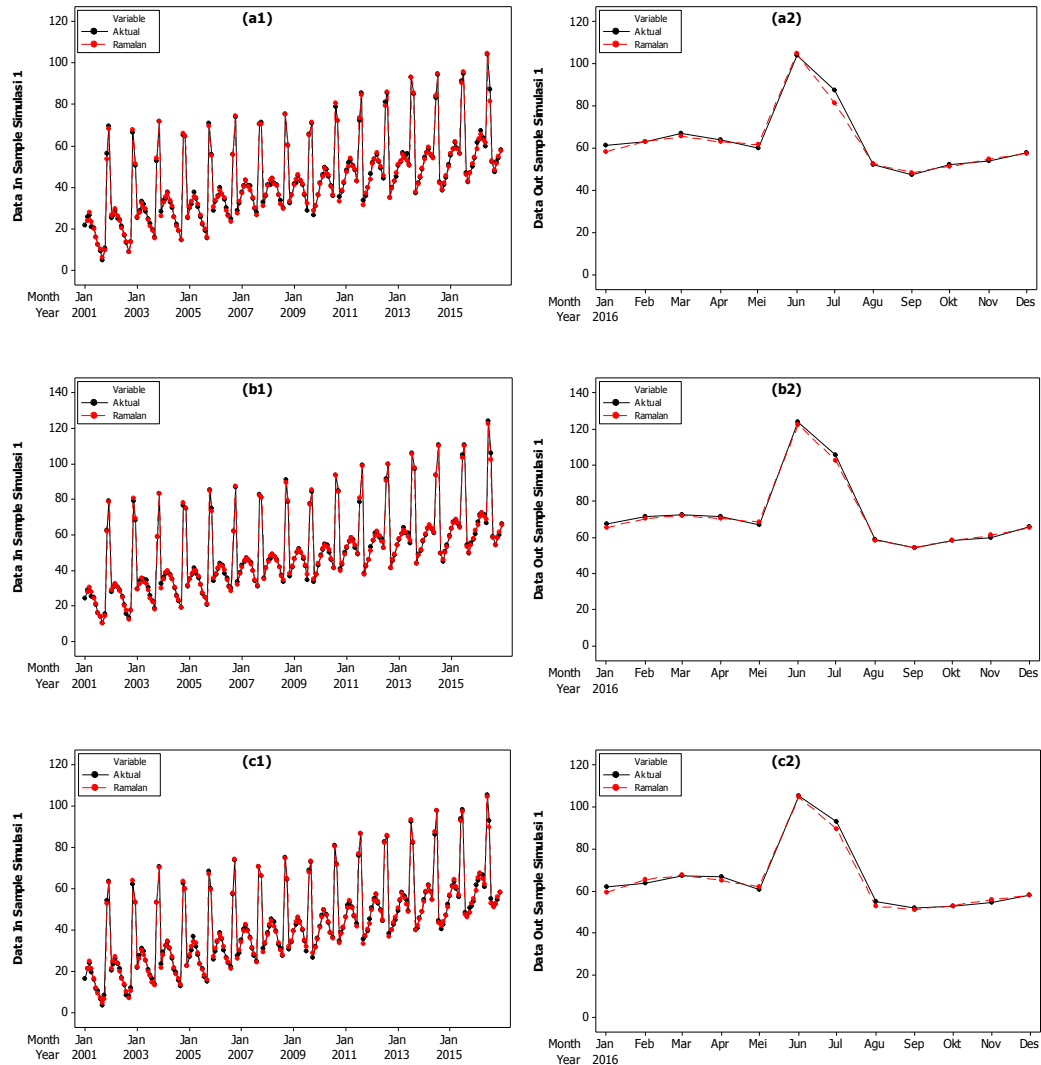 (a1)
Data In Sample Simulasi 1
Variable
Aktual
Ramalan
120
100
80
60
40
20
0
Month Jan Jan Jan Jan Jan Jan Jan Jan
Year 2001 2003 2005 2007 2009 2011 2013 2015
(a2)
Data Out Sample Simulasi 1
Variable
Aktual
Ramalan
120
100
80
60
40
20
0
Month Jan Feb Mar Apr Mei Jun Jul Agu Sep Okt Nov Des
Year 2016
(b1)
Data In Sample Simulasi 1
Variable
Aktual
Ramalan
140
120
100
80
60
40
20
0
Month Jan Jan Jan Jan Jan Jan Jan Jan
Year 2001 2003 2005 2007 2009 2011 2013 2015
(b2)
Data Out Sample Simulasi 1
Variable
Aktual
Ramalan
140
120
100
80
60
40
20
0
Month Jan Feb Mar Apr Mei Jun Jul Agu Sep Okt Nov Des
Year 2016
(c1)
Data In Sample Simulasi 1
Variable
Aktual
Ramalan
120
100
80
60
40
20
0
Month Jan Jan Jan Jan Jan Jan Jan Jan
Year 2001 2003 2005 2007 2009 2011 2013 2015
(c2)
Data Out Sample Simulasi 1
Variable
Aktual
Ramalan
120
100
80
60
40
20
0
Month Jan Feb Mar Apr Mei Jun Jul Agu Sep Okt Nov Des
Year 2016